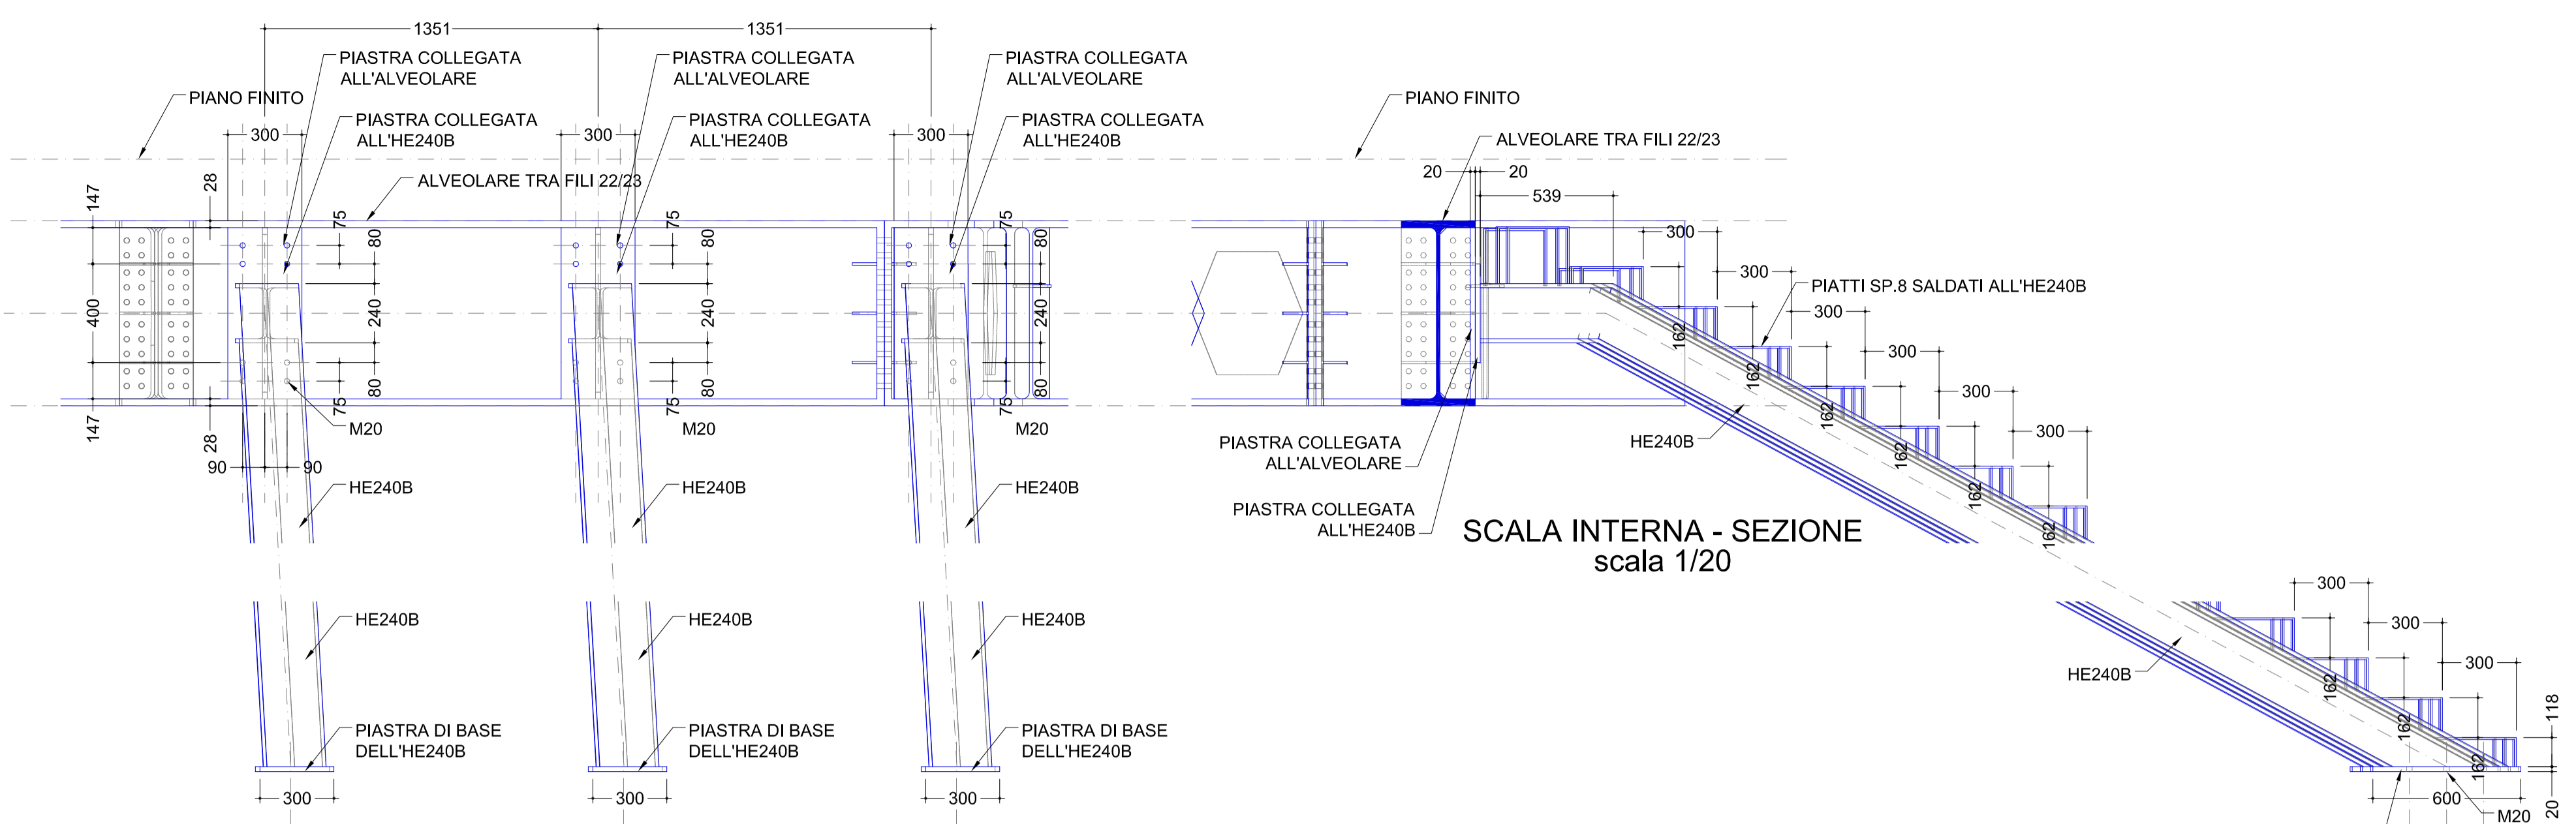 1351
1351
PIASTRA COLLEGATA
ALL'ALVEOLARE
PIASTRA COLLEGATA
ALL'ALVEOLARE
PIASTRA COLLEGATA
ALL'ALVEOLARE
PIANO FINITO
PIANO FINITO
300
PIASTRA COLLEGATA
ALL'HE240B
300
PIASTRA COLLEGATA
ALL'HE240B
300
PIASTRA COLLEGATA
ALL'HE240B
ALVEOLARE TRA FILI 22/23
ALVEOLARE TRA FILI 22/23
20
20
539
147
28
75
80
75
80
75
80
400
240
240
240
147
28
75
80
75
80
75
80
90
90
M20
M20
M20
300
300
PIATTI SP.8 SALDATI ALL'HE240B
300
300
300
300
162
162
162
162
162
162
162
HE240B
PIASTRA COLLEGATA
ALL'ALVEOLARE
PIASTRA COLLEGATA
ALL'HE240B
HE240B
HE240B
HE240B
SCALA INTERNA - SEZIONE
scala 1/20
HE240B
HE240B
HE240B
300
300
300
HE240B
162
162
162
162
118
20
PIASTRA DI BASE
DELL'HE240B
PIASTRA DI BASE
DELL'HE240B
PIASTRA DI BASE
DELL'HE240B
300
300
300
600
M20